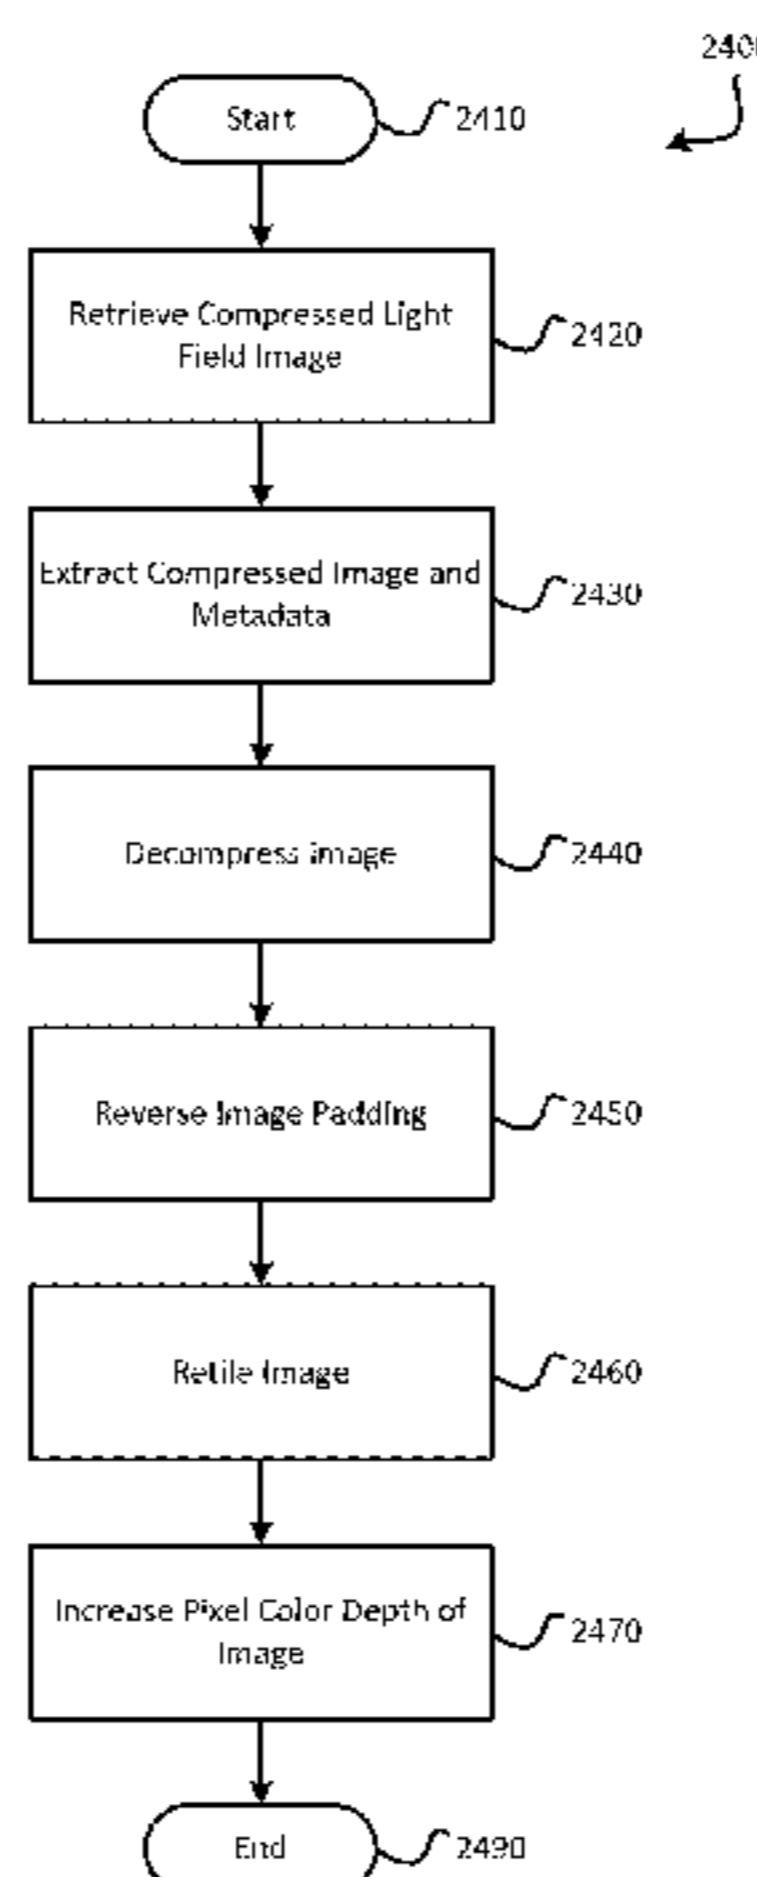 2400
Start
2410
Retrieve Compressed Light
Field Image
2420
Extract Compressed Image and
Metadata
2430
Decompress Image
2440
Reverse Image Padding
2450
Retile Image
2460
Increase Pixel Color Depth of
Image
2470
End
2490